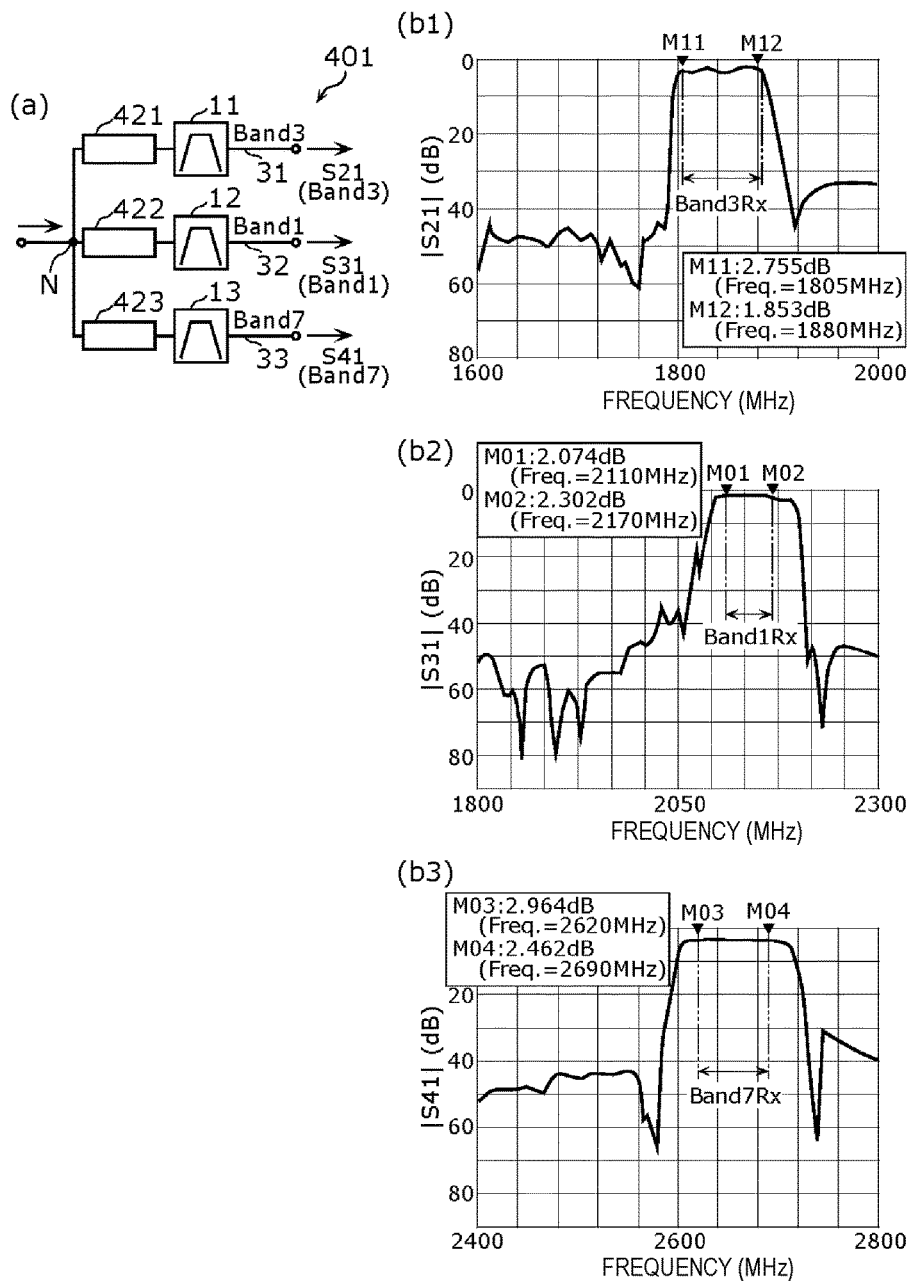 (a)
401
421
11
Band3
31
S21
(Band3)
422
12
Band1
N
32
S31
(Band1)
423
13
Band7
33
S41
(Band7)
(b1)
M11 M12
0
20
40
60
80
|S21| (dB)
Band3Rx
M11:2.755dB
(Freq.=1805MHz)
M12:1.853dB
(Freq.=1880MHz)
1600 1800 2000
FREQUENCY (MHz)
(b2)
M01:2.074dB
(Freq.=2110MHz)
M02:2.302dB
(Freq.=2170MHz)
M01 M02
0
20
40
60
80
|S31| (dB)
Band1Rx
1800 2050 2300
FREQUENCY (MHz)
(b3)
M03:2.964dB
(Freq.=2620MHz)
M04:2.462dB
(Freq.=2690MHz)
M03 M04
20
40
60
80
|S41| (dB)
Band7Rx
2400 2600 2800
FREQUENCY (MHz)